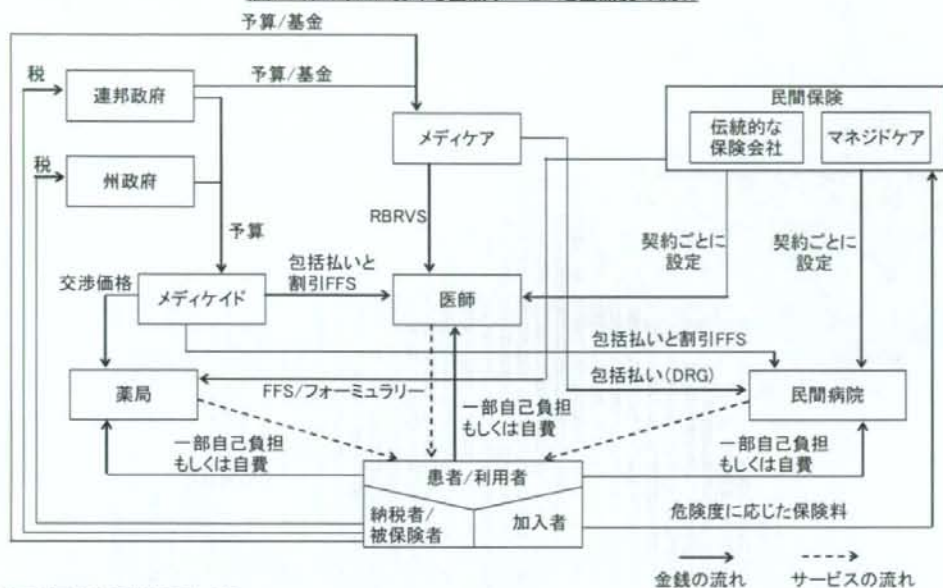 予算/基金
税
連邦政府
予算/基金
民間保険
伝統的な
保険会社
マネジドケア
メディケア
税
州政府
RBRVS
予算
契約ごとに
設定
契約ごとに
設定
交渉価格
メディケイド
包括払いと
割引FFS
医師
包括払いと割引FFS
薬局
FFS/フォーミュラリー
包括払い(DRG)
民間病院
一部自己負担
もしくは自費
一部自己負担
もしくは自費
一部自己負担
もしくは自費
患者/利用者
納税者/
被保険者
加入者
危険度に応じた保険料
金銭の流れ
サービスの流れ